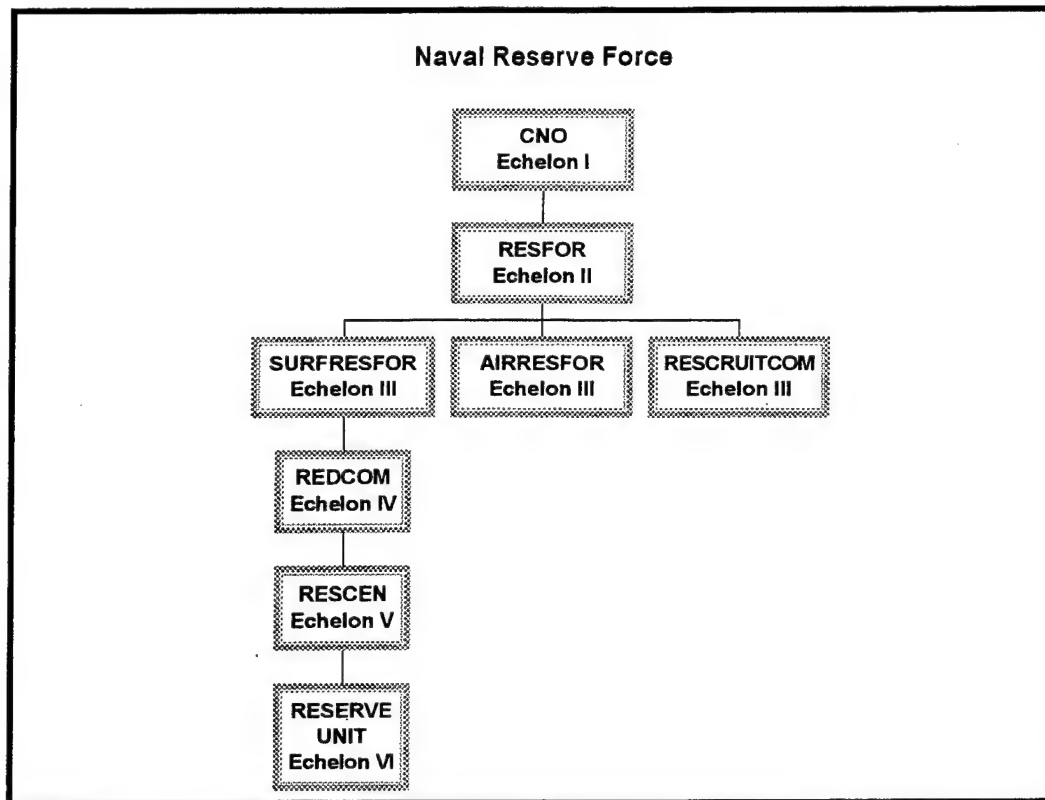 Naval Reserve Force
CNO
Echelon I
RESFOR
Echelon II
SURFRESFOR
Echelon III
AIRRESFOR
Echelon III
RESCRUITCOM
Echelon III
REDCOM
Echelon IV
RESCEN
Echelon V
RESERVE
UNIT
Echelon VI